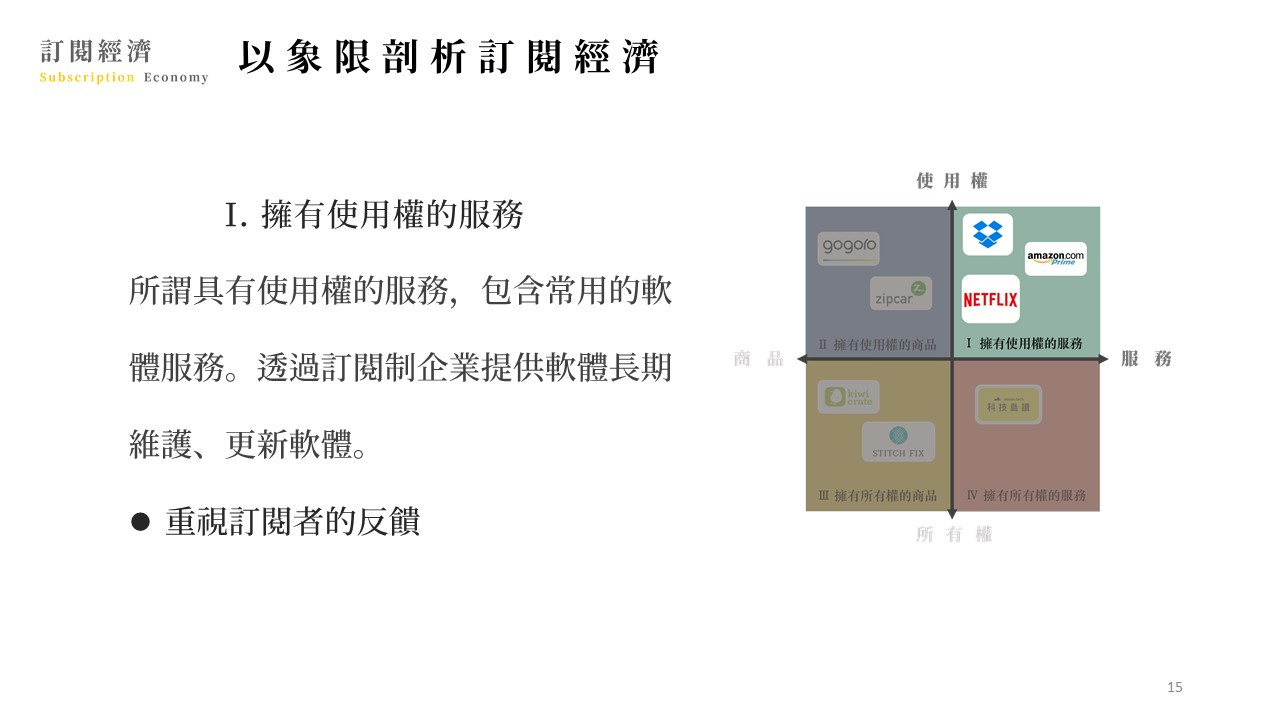 訂閱經濟
Subscription Economy
以象限剖析訂閱經濟
I. 擁有使用權的服務
所謂具有使用權的服務，包含常用的軟
體服務。透過訂閱制企業提供軟體長期
維護、更新軟體。
● 重視訂閱者的反饋
使用權
gogoro
zipcar
Z.
amazon.com
Prime
NETFLIX
II 擁有使用權的商品
I 擁有使用權的服務
商品
服務
kiwi
crate
STITCH FIX
科技島讀
III 擁有所有權的商品
IV 擁有所有權的服務
所有權
15